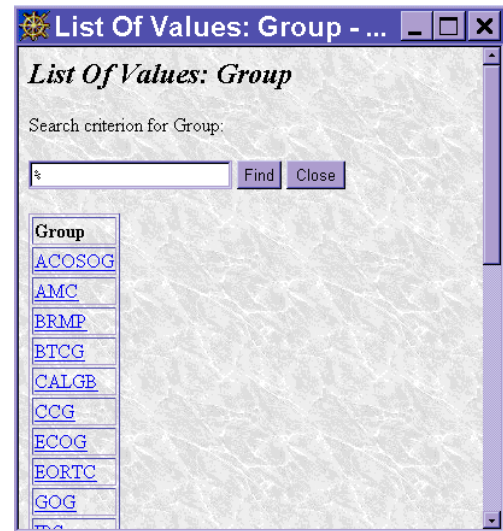 List Of Values: Group - ...
List Of Values: Group
Search criterion for Group:
% Find Close
Group
ACOSOG
AMC
BRMP
BTCG
CALGB
CCG
ECOG
EORTC
GOG